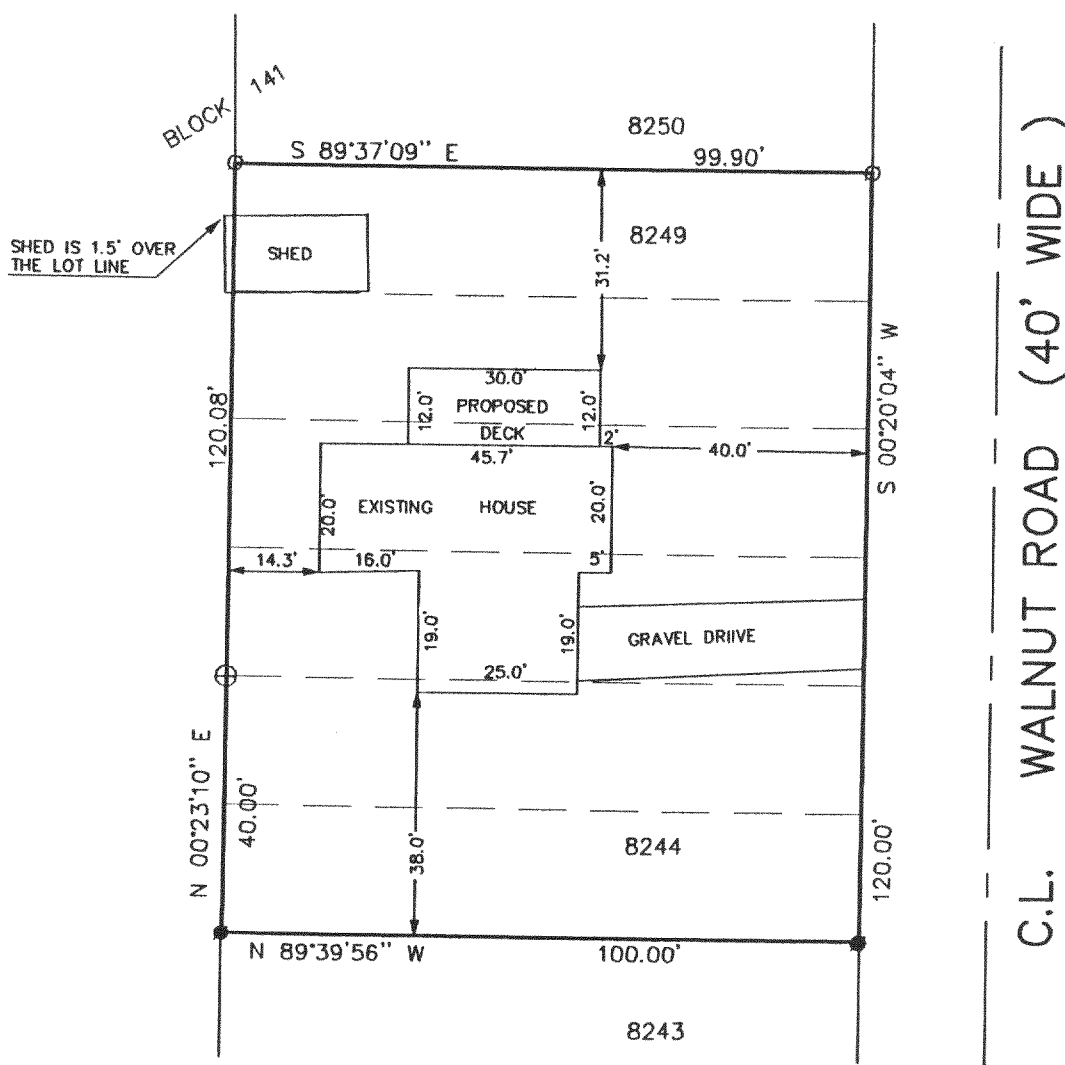 BLOCK 141
8250
S 89°37'09" E
99.90'
SHED IS 1.5' OVER
THE LOT LINE
SHED
8249
31.2'
C.L. WALNUT ROAD (40' WIDE )
S 00°20'04" W
120.08'
30.0'
12.0'
PROPOSED
DECK
12.0'
2'
45.7'
40.0'
20.0'
EXISTING HOUSE
20.0'
14.3'
16.0'
5'
19.0'
19.0'
GRAVEL DRIIVE
25.0'
N 00°23'10" E
40.00'
38.0'
8244
120.00'
N 89°39'56" W
100.00'
8243